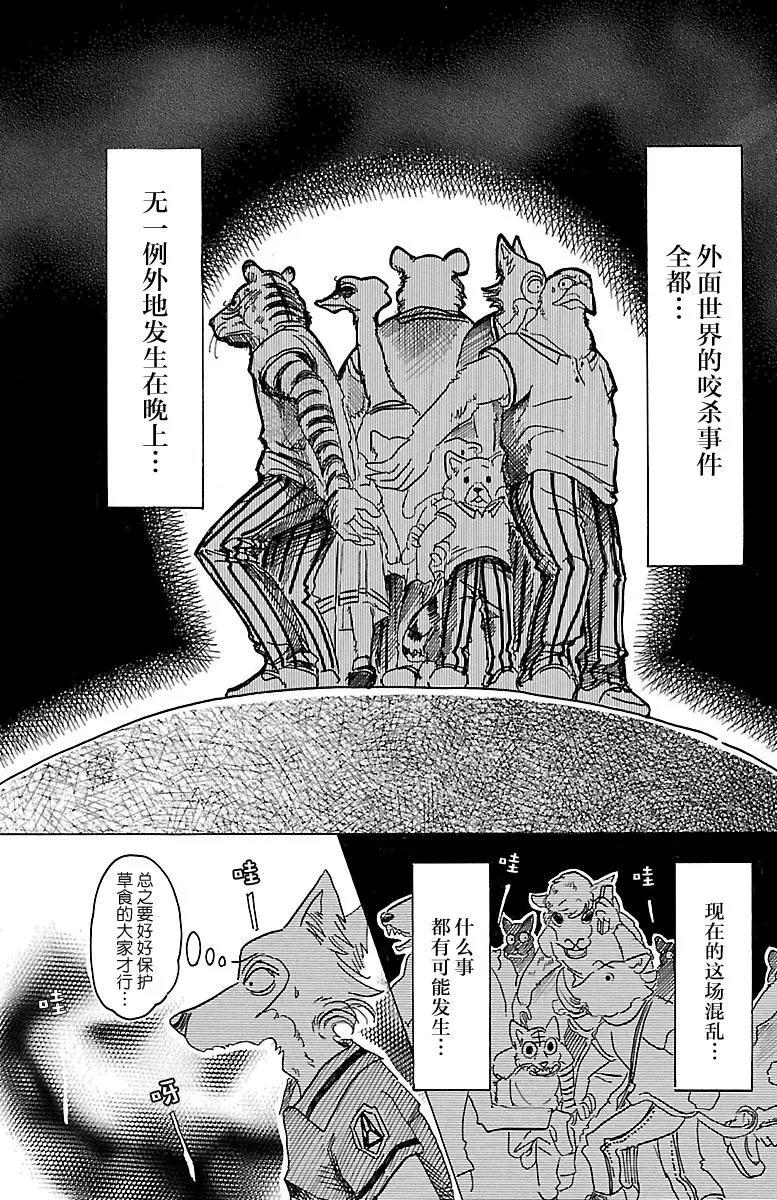 外面世界的咬杀事件
全都…
无一例外地发生在晚上…
现在的这场混乱…
哇
哇
什么事
都有可能发生…
哇
总之要好好保护
草食的大家才行…
哇
呀